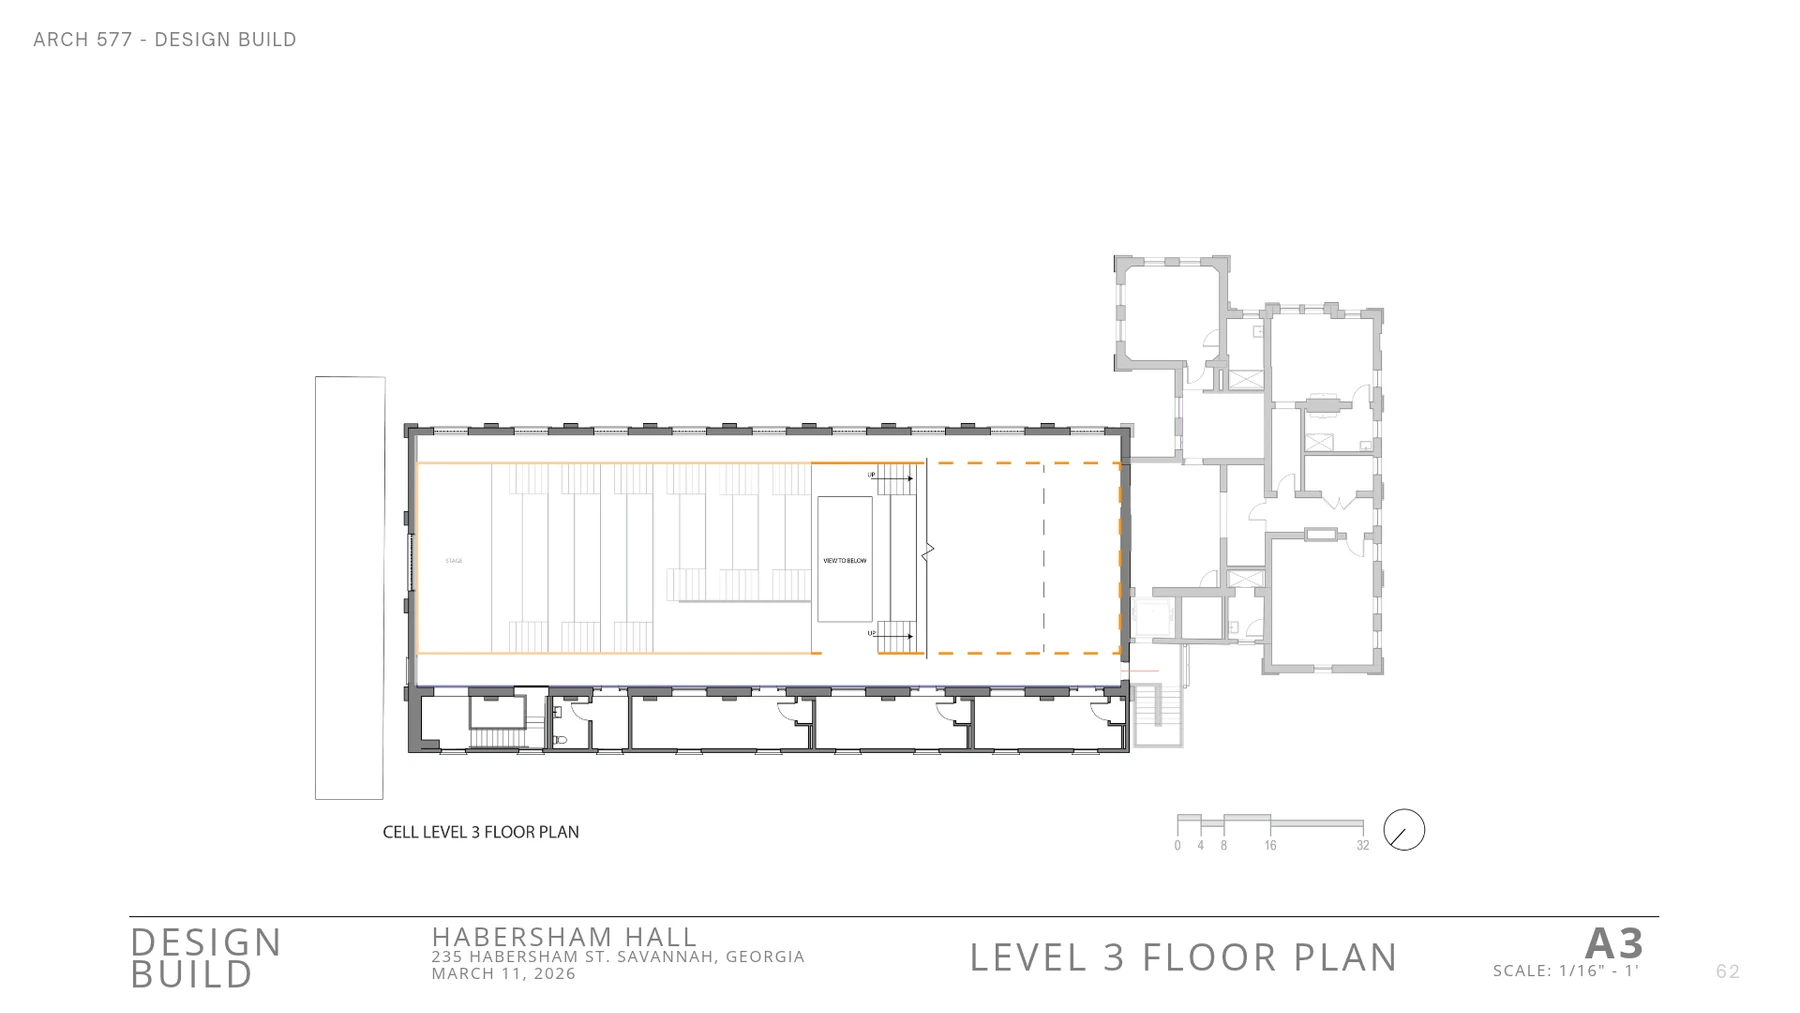 ARCH 577 - DESIGN BUILD
UP
STAGE
VIEW TO BELOW
UP
CELL LEVEL 3 FLOOR PLAN
0 4 8 16 32
DESIGN
BUILD
HABERSHAM HALL
235 HABERSHAM ST. SAVANNAH, GEORGIA
MARCH 11, 2026
LEVEL 3 FLOOR PLAN
A3
SCALE: 1/16" - 1'
62